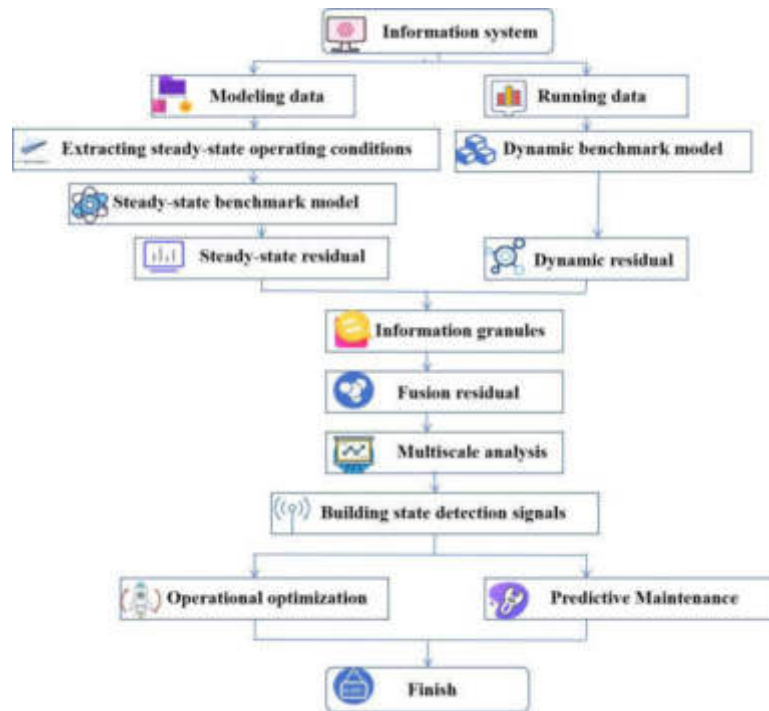 Information system
Modeling data
Running data
Extracting steady-state operating conditions
Dynamic benchmark model
Steady-state benchmark model
Steady-state residual
Dynamic residual
Information granules
Fusion residual
Multiscale analysis
Building state detection signals
Operational optimization
Predictive Maintenance
Finish